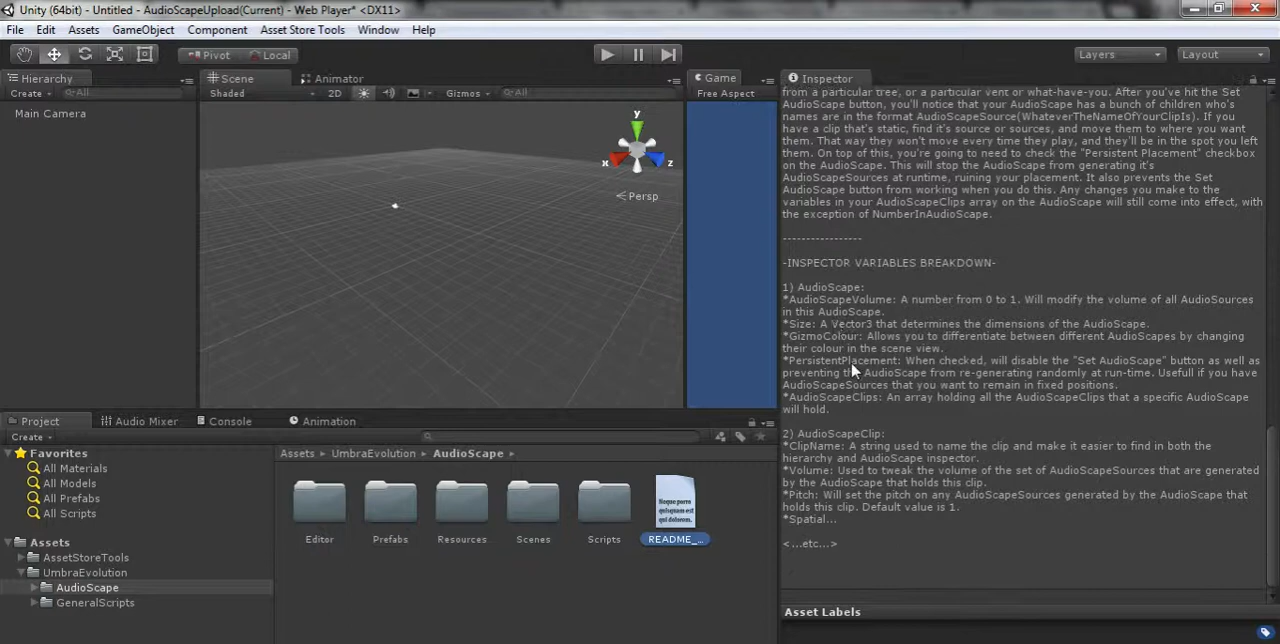 Unity (64bit) - Untitled - AudioScapeUpload(Current) - Web Player* <DX11>
File Edit Assets GameObject Component Asset Store Tools Window Help
Pivot Local Layers Layout
Hierarchy
Create All
Main Camera
Scene Animator
Shaded 2D Gizmos All
y
x z
Persp
Game
Free Aspect
Inspector
from a particular tree, or a particular vent or what-have-you. After you've hit the Set
AudioScape button, you'll notice that your AudioScape has a bunch of children who's
names are in the format AudioScapeSource(WhateverTheNameOfYourClipIs). If you
have a clip that's static, find it's source or sources, and move them to where you want
them. That way they won't move every time they play, and they'll be in the spot you left
them. On top of this, you're going to need to check the "Persistent Placement" checkbox
on the AudioScape. This will stop the AudioScape from generating it's
AudioScapeSources at runtime, ruining your placement. It also prevents the Set
AudioScape button from working when you do this. Any changes you make to the
variables in your AudioScapeClips array on the AudioScape will still come into effect, with
the exception of NumberInAudioScape.
-----------------
-INSPECTOR VARIABLES BREAKDOWN-
1) AudioScape:
*AudioScapeVolume: A number from 0 to 1. Will modify the volume of all AudioSources
in this AudioScape.
*Size: A Vector3 that determines the dimensions of the AudioScape.
*GizmoColour: Allows you to differentiate between different AudioScapes by changing
their colour in the scene view.
*PersistentPlacement: When checked, will disable the "Set AudioScape" button as well as
preventing the AudioScape from re-generating randomly at run-time. Usefull if you have
AudioScapeSources that you want to remain in fixed positions.
*AudioScapeClips: An array holding all the AudioScapeClips that a specific AudioScape
will hold.
2) AudioScapeClip:
*ClipName: A string used to name the clip and make it easier to find in both the
hierarchy and AudioScape inspector.
*Volume: Used to tweak the volume of the set of AudioScapeSources that are generated
by the AudioScape that holds this clip.
*Pitch: Will set the pitch on any AudioScapeSources generated by the AudioScape that
holds this clip. Default value is 1.
*Spatial...
<...etc...>
Asset Labels
Project Audio Mixer Console Animation
Create
Favorites
All Materials
All Models
All Prefabs
All Scripts
Assets
AssetStoreTools
UmbraEvolution
AudioScape
GeneralScripts
Assets UmbraEvolution AudioScape
Neque porro
quisquam est
qui dolorem.
Editor Prefabs Resources Scenes Scripts README_...